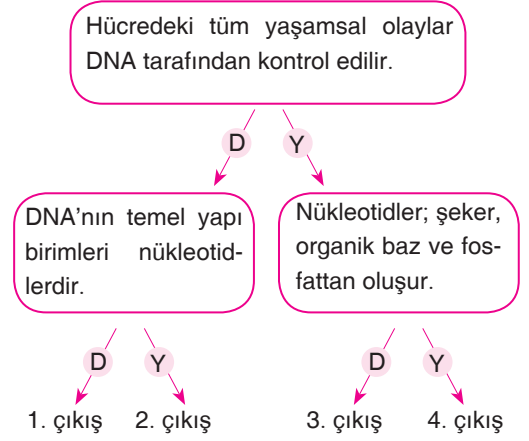 Hücredeki tüm yaşamsal olaylar
DNA tarafından kontrol edilir.
D
Y
DNA'nın temel yapı
birimleri nükleotid-
lerdir.
Nükleotidler; şeker,
organik baz ve fos-
fattan oluşur.
D
Y
D
Y
1. çıkış
2. çıkış
3. çıkış
4. çıkış